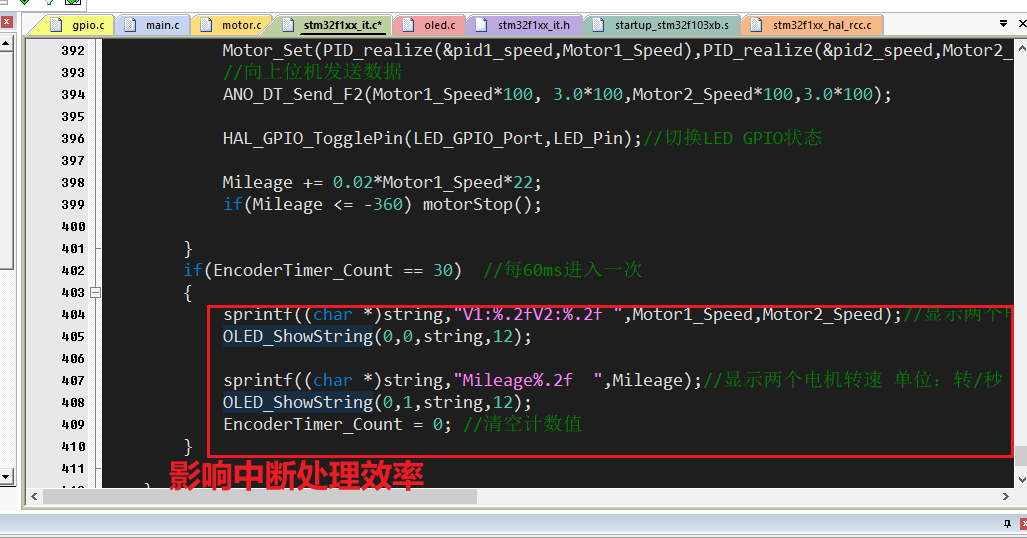 gpio.c main.c motor.c stm32f1xx_it.c* oled.c stm32f1xx_it.h startup_stm32f103xb.s stm32f1xx_hal_rcc.c
392 Motor_Set(PID_realize(&pid1_speed,Motor1_Speed),PID_realize(&pid2_speed,Motor2_
393 //向上位机发送数据
394 ANO_DT_Send_F2(Motor1_Speed*100, 3.0*100,Motor2_Speed*100,3.0*100);
395
396 HAL_GPIO_TogglePin(LED_GPIO_Port,LED_Pin);//切换LED GPIO状态
397
398 Mileage += 0.02*Motor1_Speed*22;
399 if(Mileage <= -360) motorStop();
400
401 }
402 if(EncoderTimer_Count == 30) //每60ms进入一次
403 {
404 sprintf((char *)string,"V1:%.2fV2:%.2f ",Motor1_Speed,Motor2_Speed);//显示两个
405 OLED_ShowString(0,0,string,12);
406
407 sprintf((char *)string,"Mileage%.2f  ",Mileage);//显示两个电机转速 单位：转/秒
408 OLED_ShowString(0,1,string,12);
409 EncoderTimer_Count = 0; //清空计数值
410 }
411
影响中断处理效率